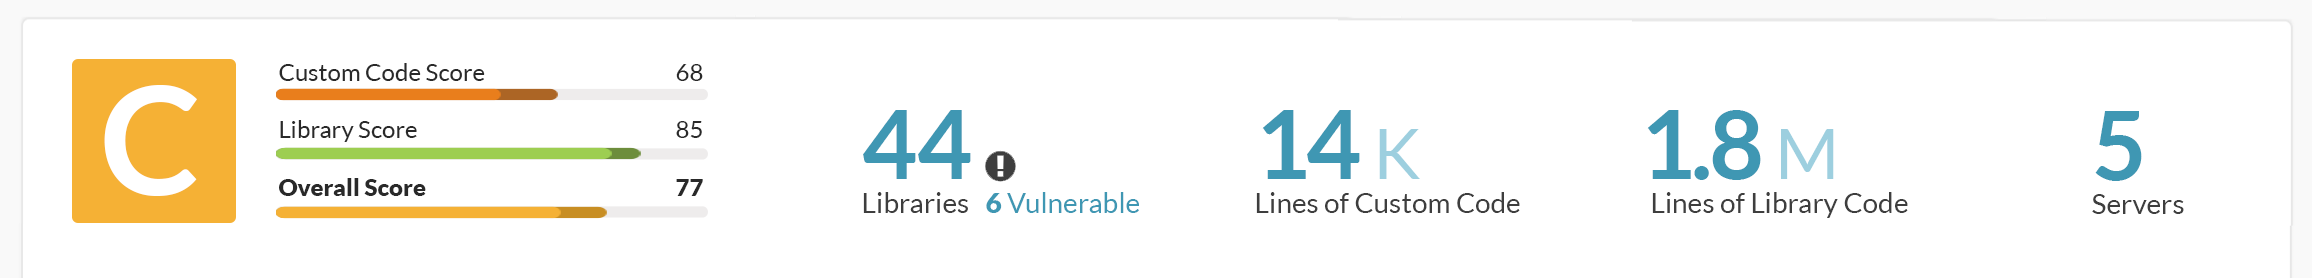 C
Custom Code Score 68
Library Score 85
Overall Score 77
44 !
Libraries 6 Vulnerable
14 K
Lines of Custom Code
1.8 M
Lines of Library Code
5
Servers